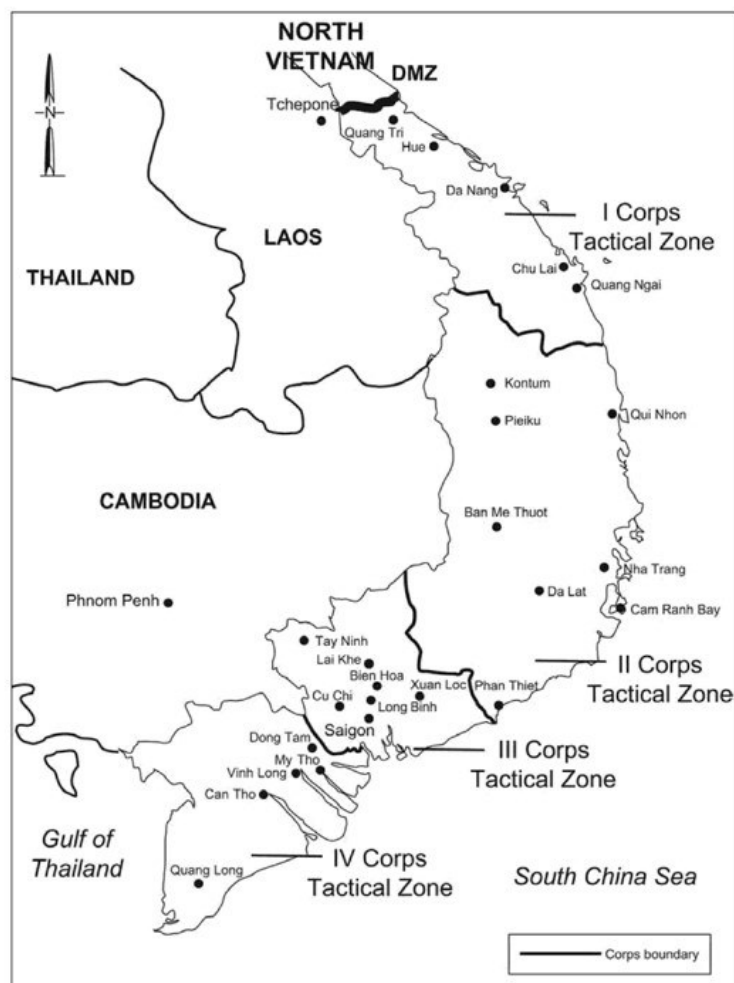 NORTH
VIETNAM
DMZ
Tchepone
N
Quang Tri
Hue
Da Nang
I Corps
Tactical Zone
LAOS
THAILAND
Chu Lai
Quang Ngai
Kontum
Qui Nhon
Pieiku
CAMBODIA
Ban Me Thuot
Nha Trang
Da Lat
Phnom Penh
Cam Ranh Bay
Tay Ninh
Lai Khe
II Corps
Tactical Zone
Bien Hoa
Xuan Loc
Phan Thiet
Cu Chi
Long Binh
Saigon
Dong Tam
III Corps
Tactical Zone
My Tho
Vinh Long
Can Tho
Gulf of
Thailand
IV Corps
Tactical Zone
Quang Long
South China Sea
Corps boundary